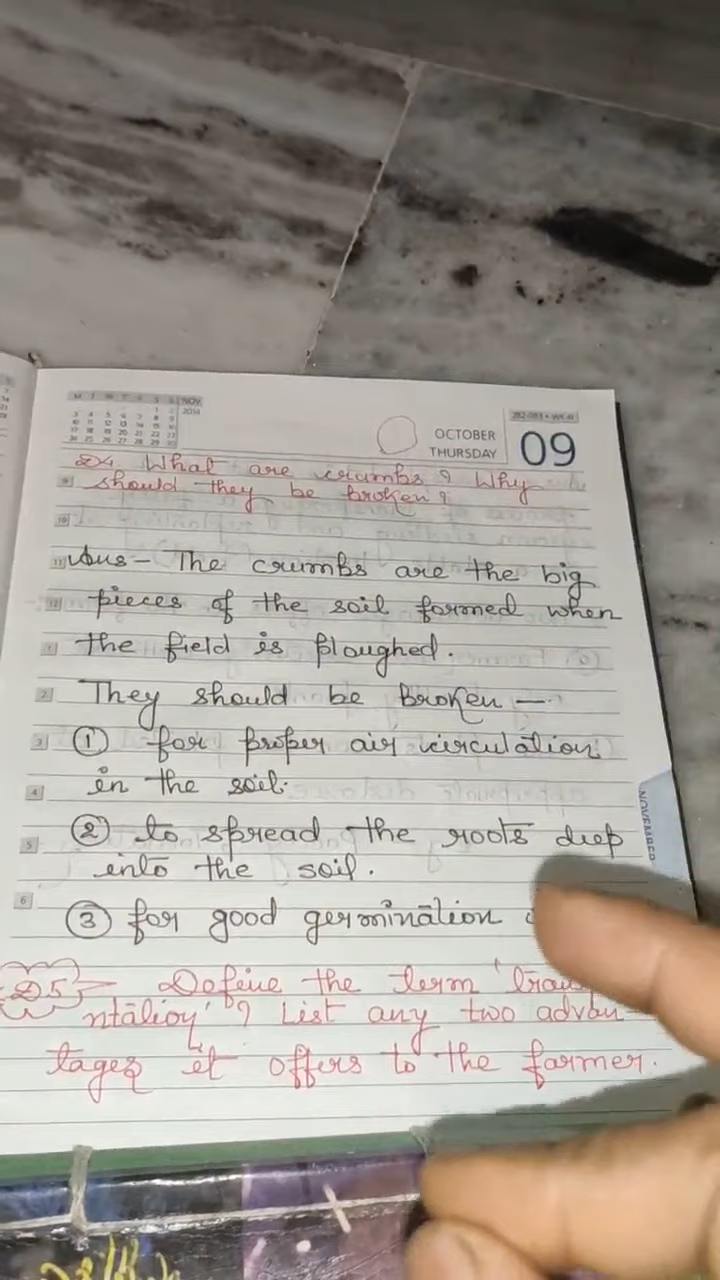 NOV
2014
OCTOBER
THURSDAY
09
Q4 What are crumbs ? Why
should they be broken ?
Ans- The crumbs are the big
pieces of the soil formed when
the field is ploughed.
They should be broken —
① for proper air circulation
in the soil.
② to spread the roots deep
into the soil.
③ for good germination
Q5 – Define the term
'? List any two advan-
tages it offers to the farmer.
NOVEMBER